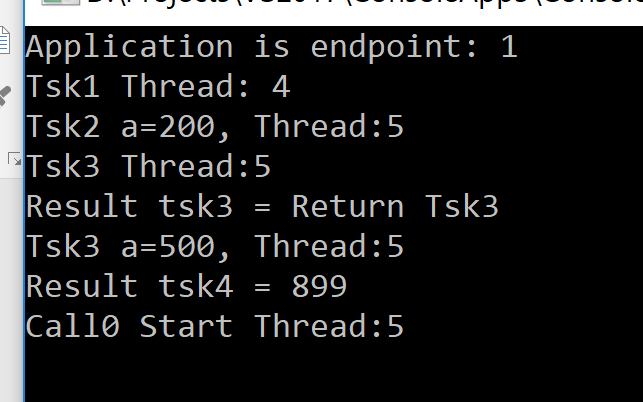 Application is endpoint: 1
Tsk1 Thread: 4
Tsk2 a=200, Thread:5
Tsk3 Thread:5
Result tsk3 = Return Tsk3
Tsk3 a=500, Thread:5
Result tsk4 = 899
Call0 Start Thread:5